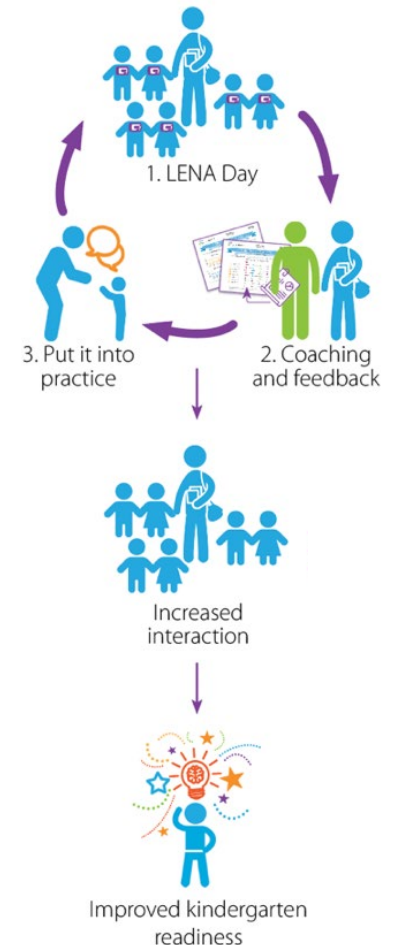 1. LENA Day
2. Coaching
and feedback
3. Put it into
practice
Increased
interaction
Improved kindergarten
readiness